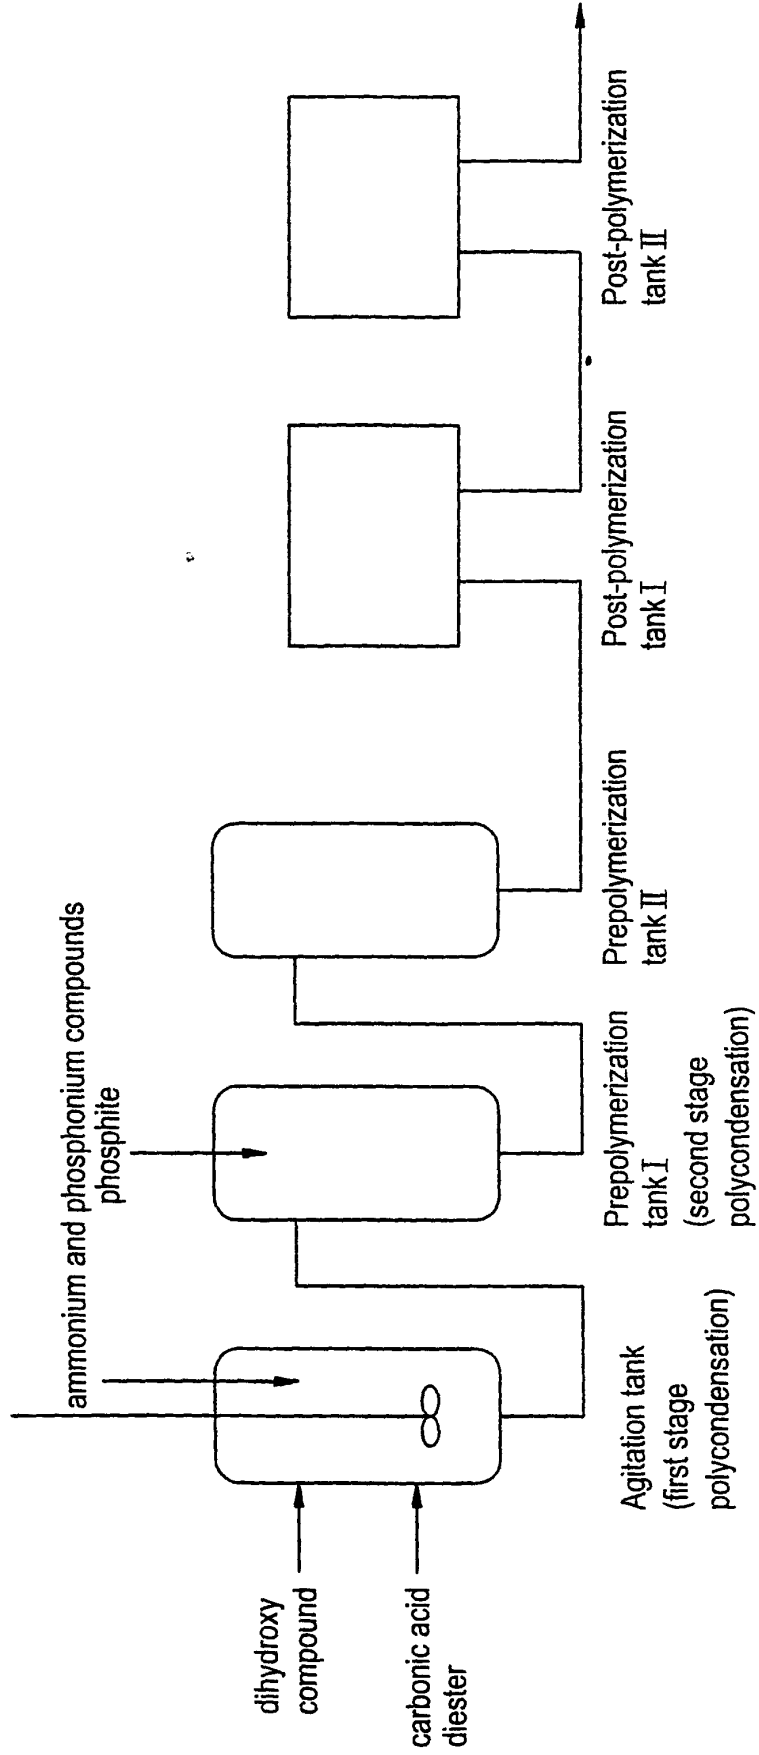 ammonium and phosphonium compounds
phosphite
dihydroxy
compound
carbonic acid
diester
Agitation tank
(first stage
polycondensation)
Prepolymerization
tank I
(second stage
polycondensation)
Prepolymerization
tank II
Post-polymerization
tank I
Post-polymerization
tank II